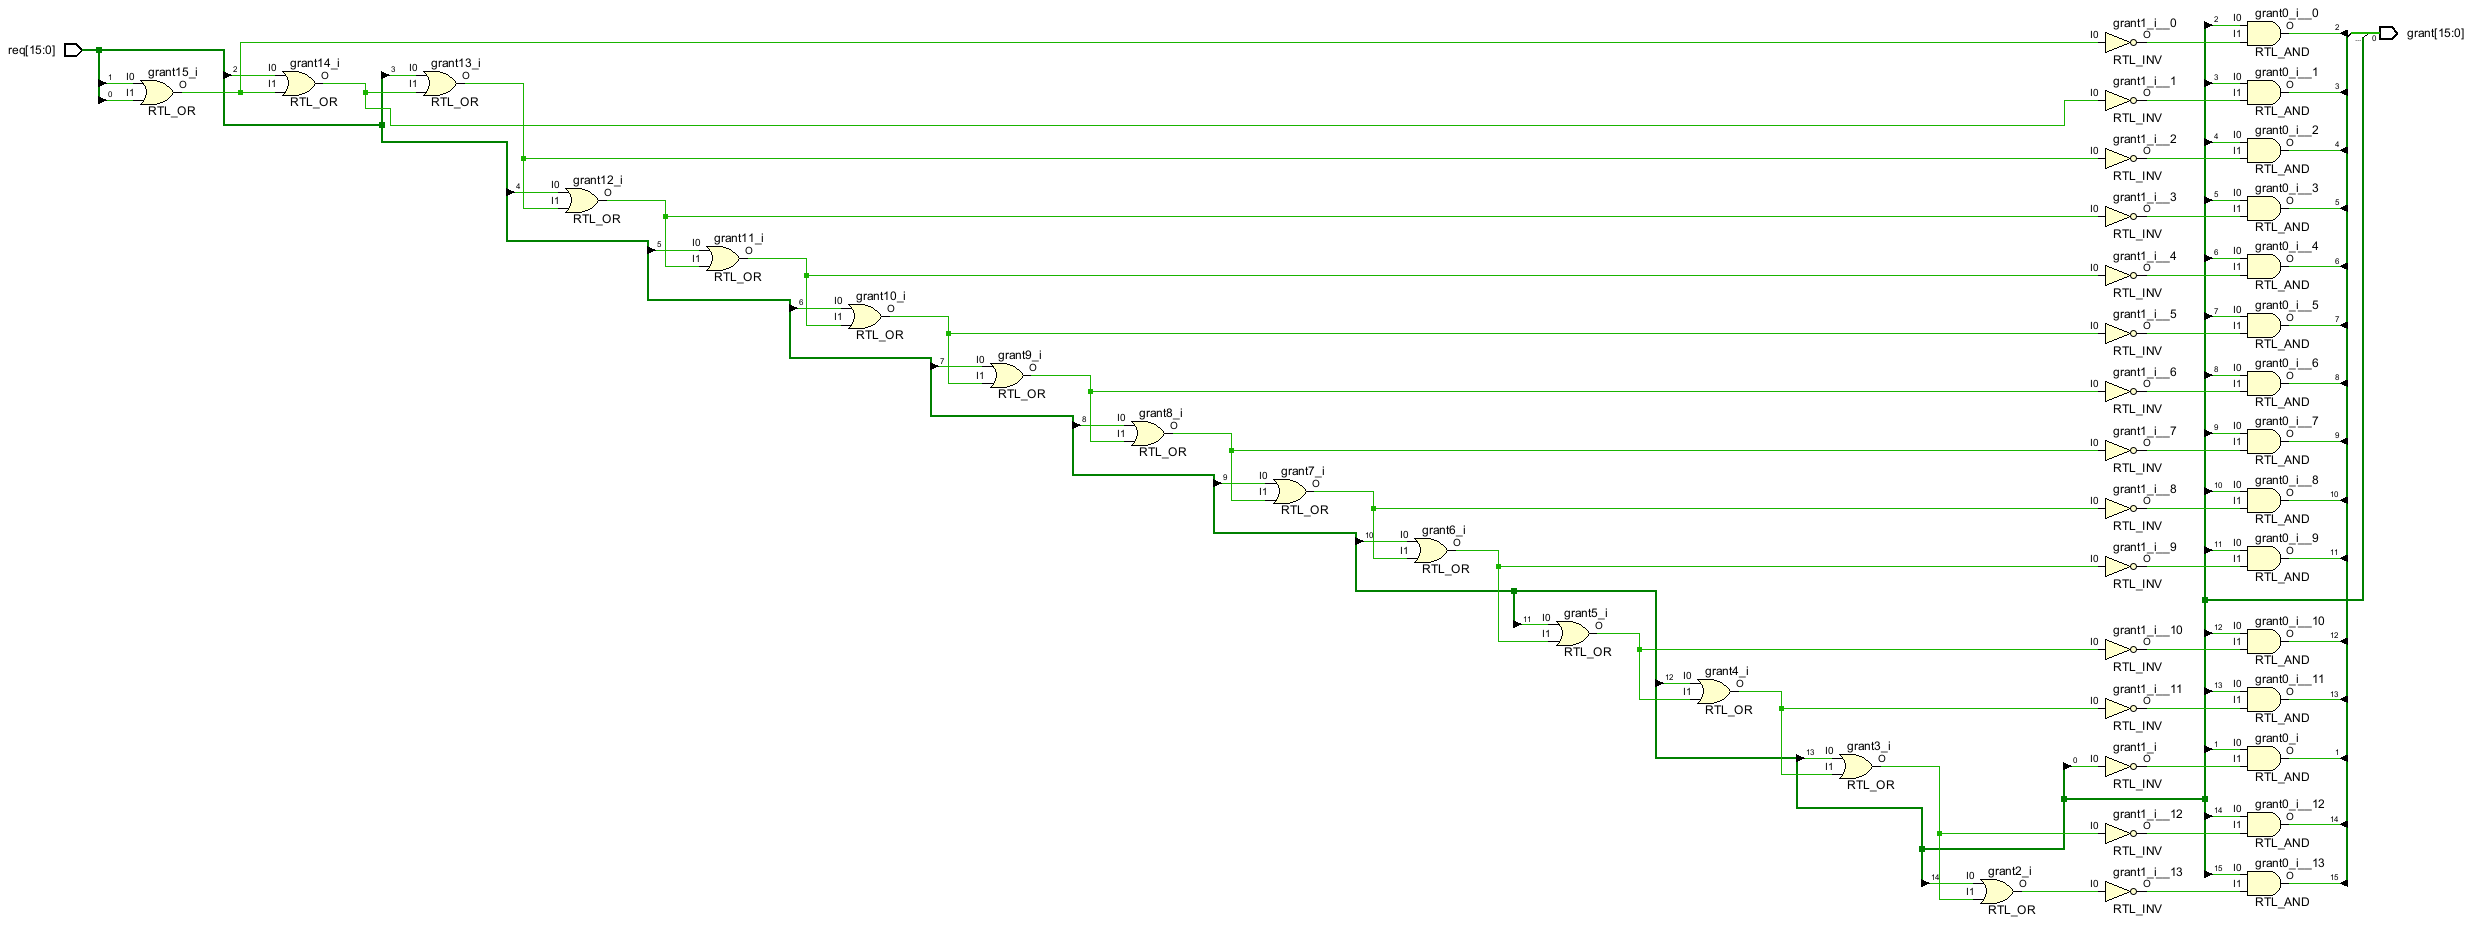 req[15:0]
1 I0 grant15_i O
0 I1
RTL_OR
2 I0 grant14_i O
I1
RTL_OR
3 I0 grant13_i O
I1
RTL_OR
4 I0 grant12_i O
I1
RTL_OR
5 I0 grant11_i O
I1
RTL_OR
6 I0 grant10_i O
I1
RTL_OR
7 I0 grant9_i O
I1
RTL_OR
8 I0 grant8_i O
I1
RTL_OR
9 I0 grant7_i O
I1
RTL_OR
10 I0 grant6_i O
I1
RTL_OR
11 I0 grant5_i O
I1
RTL_OR
12 I0 grant4_i O
I1
RTL_OR
13 I0 grant3_i O
I1
RTL_OR
14 I0 grant2_i O
I1
RTL_OR
grant1_i__0
I0 O
RTL_INV
grant1_i__1
I0 O
RTL_INV
grant1_i__2
I0 O
RTL_INV
grant1_i__3
I0 O
RTL_INV
grant1_i__4
I0 O
RTL_INV
grant1_i__5
I0 O
RTL_INV
grant1_i__6
I0 O
RTL_INV
grant1_i__7
I0 O
RTL_INV
grant1_i__8
I0 O
RTL_INV
grant1_i__9
I0 O
RTL_INV
grant1_i__10
I0 O
RTL_INV
grant1_i__11
I0 O
RTL_INV
grant1_i
0 I0 O
RTL_INV
grant1_i__12
I0 O
RTL_INV
grant1_i__13
I0 O
RTL_INV
grant0_i__0
2 I0 O 2
I1
RTL_AND
grant0_i__1
3 I0 O 3
I1
RTL_AND
grant0_i__2
4 I0 O 4
I1
RTL_AND
grant0_i__3
5 I0 O 5
I1
RTL_AND
grant0_i__4
6 I0 O 6
I1
RTL_AND
grant0_i__5
7 I0 O 7
I1
RTL_AND
grant0_i__6
8 I0 O 8
I1
RTL_AND
grant0_i__7
9 I0 O 9
I1
RTL_AND
grant0_i__8
10 I0 O 10
I1
RTL_AND
grant0_i__9
11 I0 O 11
I1
RTL_AND
grant0_i__10
12 I0 O 12
I1
RTL_AND
grant0_i__11
13 I0 O 13
I1
RTL_AND
grant0_i
1 I0 O 1
I1
RTL_AND
grant0_i__12
14 I0 O 14
I1
RTL_AND
grant0_i__13
15 I0 O 15
I1
RTL_AND
0
grant[15:0]